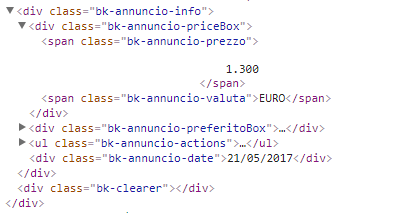 ▼<div class="bk-annuncio-info">
▼<div class="bk-annuncio-priceBox">
<span class="bk-annuncio-prezzo">
1.300
</span>
<span class="bk-annuncio-valuta">EURO</span>
</div>
▶<div class="bk-annuncio-preferitoBox">…</div>
▶<ul class="bk-annuncio-actions">…</ul>
<div class="bk-annuncio-date">21/05/2017</div>
</div>
<div class="bk-clearer"></div>
</div>